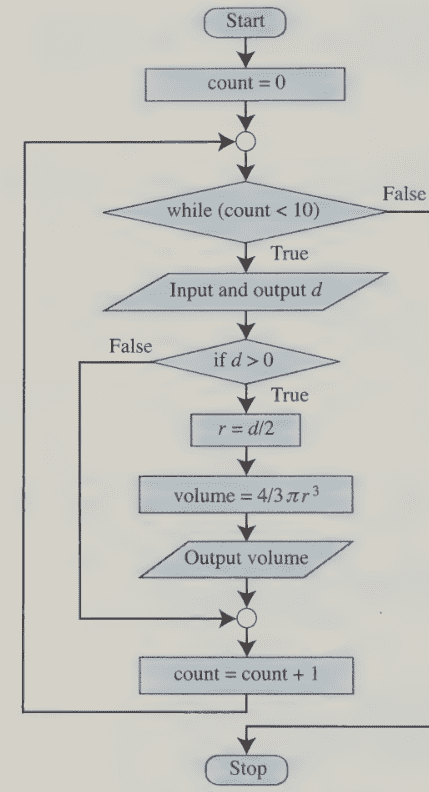 Start
count = 0
while (count < 10)
False
True
Input and output d
False
if d > 0
True
r = d/2
volume = 4/3 πr³
Output volume
count = count + 1
Stop